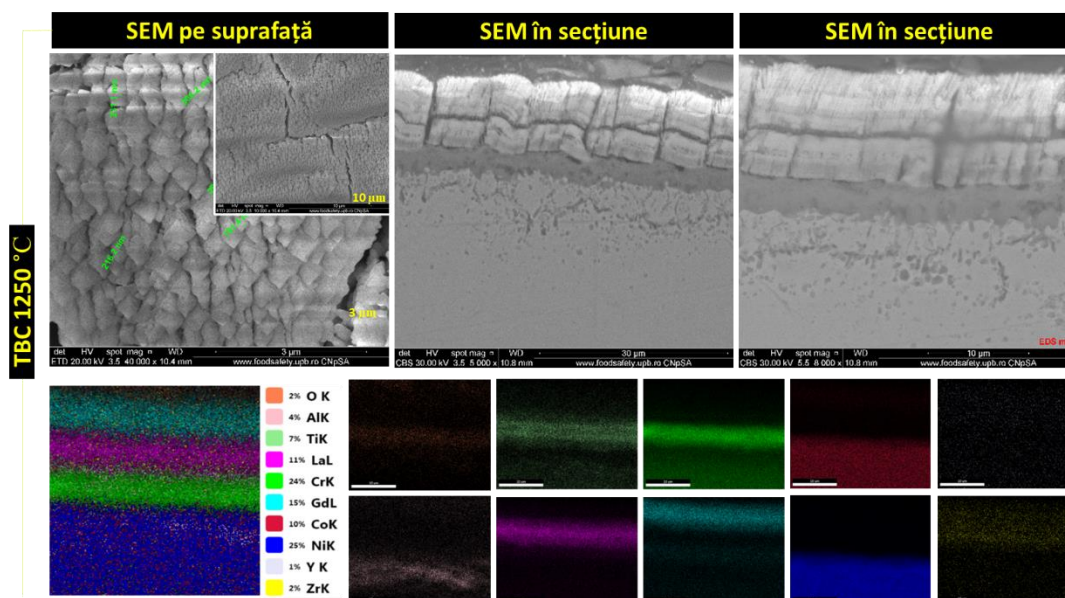 SEM pe suprafață
SEM în secțiune
SEM în secțiune
TBC 1250 °C
10 µm
3 µm
det HV spot mag WD 3 µm
ETD 20.00 kV 3.5 40 000 x 10.4 mm www.foodsafety.upb.ro CNpSA
det HV spot mag WD 30 µm
CBS 30.00 kV 3.5 x 10.8 mm www.foodsafety.upb.ro CNpSA
EDS
det HV spot mag WD 10 µm
CBS 30.00 kV 5.5 8 000 x 10.8 mm www.foodsafety.upb.ro CNpSA
2% O K
4% AlK
7% TiK
11% LaL
24% CrK
15% GdL
10% CoK
25% NiK
1% Y K
2% ZrK